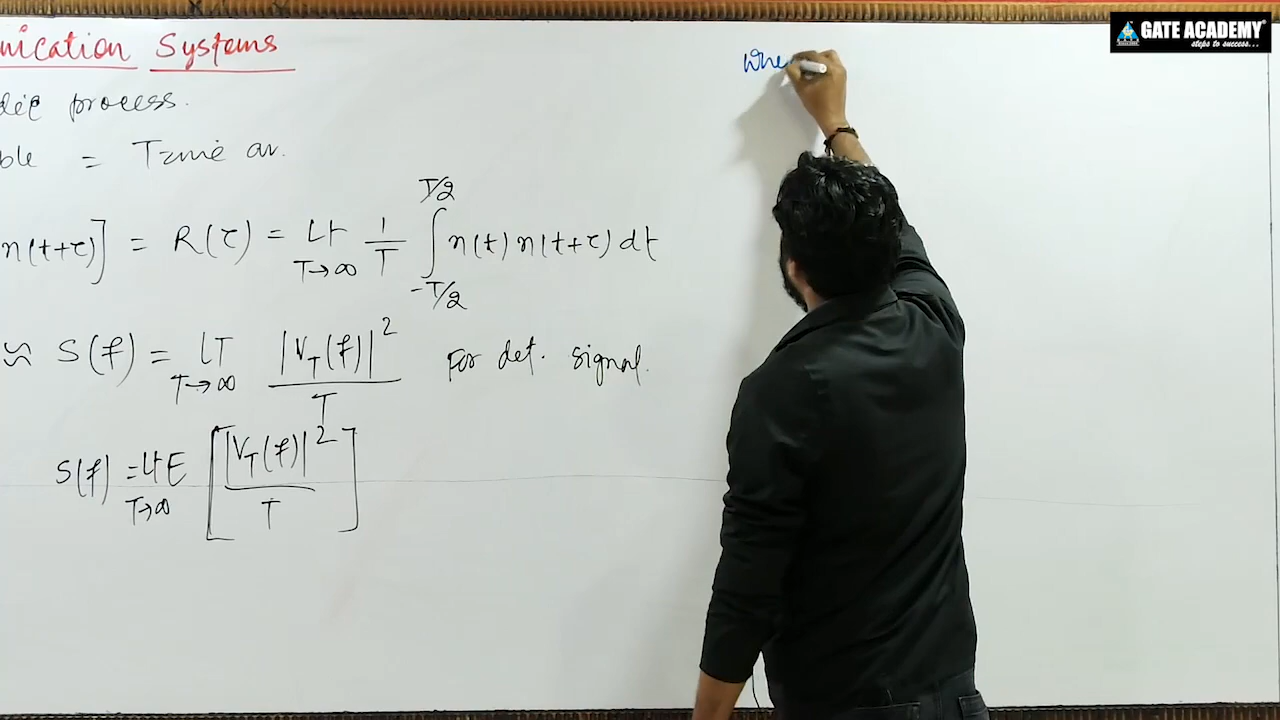 nication Systems
dic process.
ble = Time av.
n(t+τ)] = R(τ) = Lt T→∞ 1/T ∫ -T/2 T/2 n(t) n(t+τ) dt
≈ S(f) = LT T→∞ |V_T(f)|² / T For det. signal.
S(f) = Lt T→∞ E [ |V_T(f)|² / T ]
Whe
GATE ACADEMY
steps to success...